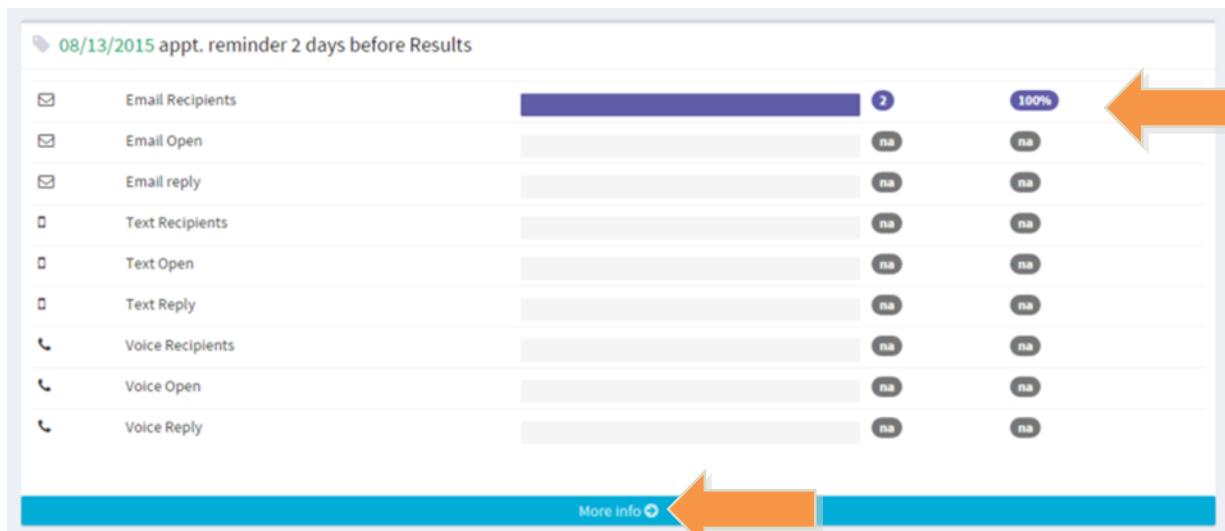 08/13/2015 appt. reminder 2 days before Results
Email Recipients 2 100%
Email Open na na
Email reply na na
Text Recipients na na
Text Open na na
Text Reply na na
Voice Recipients na na
Voice Open na na
Voice Reply na na
More info